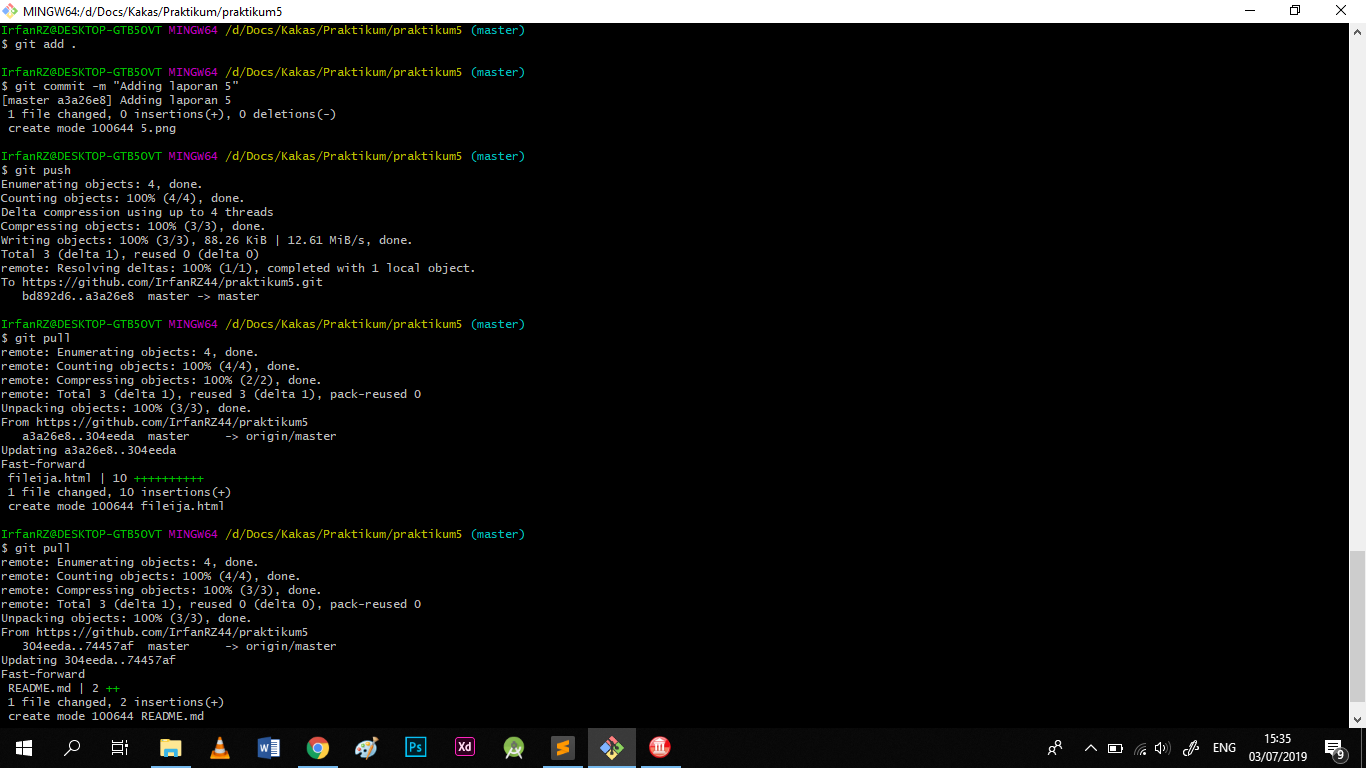 MINGW64:/d/Docs/Kakas/Praktikum/praktikum5
IrfanRZ@DESKTOP-GTB5OVT MINGW64 /d/Docs/Kakas/Praktikum/praktikum5 (master)
$ git add .
IrfanRZ@DESKTOP-GTB5OVT MINGW64 /d/Docs/Kakas/Praktikum/praktikum5 (master)
$ git commit -m "Adding laporan 5"
[master a3a26e8] Adding laporan 5
1 file changed, 0 insertions(+), 0 deletions(-)
create mode 100644 5.png
IrfanRZ@DESKTOP-GTB5OVT MINGW64 /d/Docs/Kakas/Praktikum/praktikum5 (master)
$ git push
Enumerating objects: 4, done.
Counting objects: 100% (4/4), done.
Delta compression using up to 4 threads
Compressing objects: 100% (3/3), done.
Writing objects: 100% (3/3), 88.26 KiB | 12.61 MiB/s, done.
Total 3 (delta 1), reused 0 (delta 0)
remote: Resolving deltas: 100% (1/1), completed with 1 local object.
To https://github.com/IrfanRZ44/praktikum5.git
bd892d6..a3a26e8  master -> master
IrfanRZ@DESKTOP-GTB5OVT MINGW64 /d/Docs/Kakas/Praktikum/praktikum5 (master)
$ git pull
remote: Enumerating objects: 4, done.
remote: Counting objects: 100% (4/4), done.
remote: Compressing objects: 100% (2/2), done.
remote: Total 3 (delta 1), reused 3 (delta 1), pack-reused 0
Unpacking objects: 100% (3/3), done.
From https://github.com/IrfanRZ44/praktikum5
a3a26e8..304eeda  master     -> origin/master
Updating a3a26e8..304eeda
Fast-forward
fileija.html | 10 ++++++++++
1 file changed, 10 insertions(+)
create mode 100644 fileija.html
IrfanRZ@DESKTOP-GTB5OVT MINGW64 /d/Docs/Kakas/Praktikum/praktikum5 (master)
$ git pull
remote: Enumerating objects: 4, done.
remote: Counting objects: 100% (4/4), done.
remote: Compressing objects: 100% (3/3), done.
remote: Total 3 (delta 1), reused 0 (delta 0), pack-reused 0
Unpacking objects: 100% (3/3), done.
From https://github.com/IrfanRZ44/praktikum5
304eeda..74457af  master     -> origin/master
Updating 304eeda..74457af
Fast-forward
README.md | 2 ++
1 file changed, 2 insertions(+)
create mode 100644 README.md
Ps
Xd
ENG
15:35
03/07/2019
9